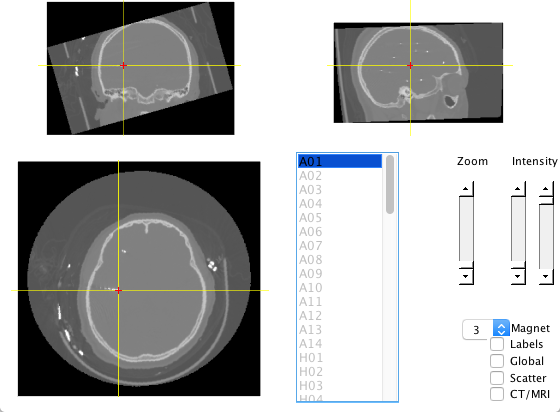 A01
A02
A03
A04
A05
A06
A07
A08
A09
A10
A11
A12
A13
A14
H01
H02
H03
H04
Zoom Intensity
3 Magnet
Labels
Global
Scatter
CT/MRI